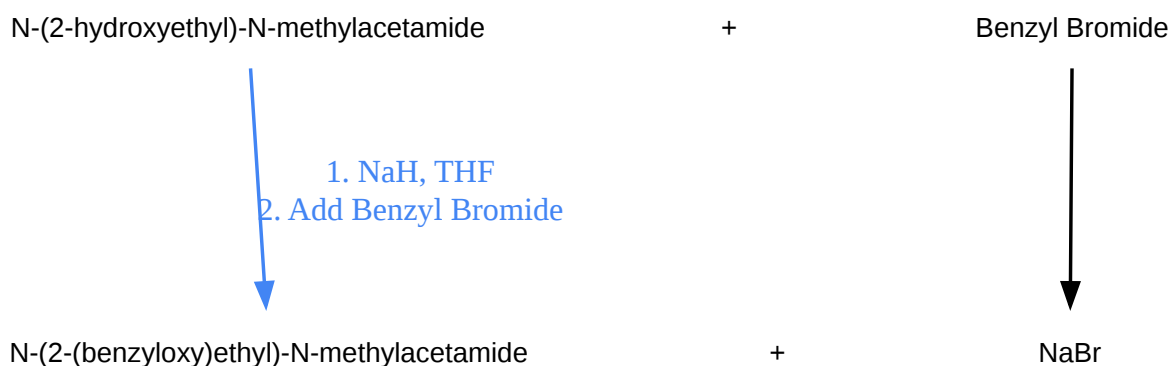 N-(2-hydroxyethyl)-N-methylacetamide + Benzyl Bromide
1. NaH, THF
2. Add Benzyl Bromide
N-(2-(benzyloxy)ethyl)-N-methylacetamide + NaBr